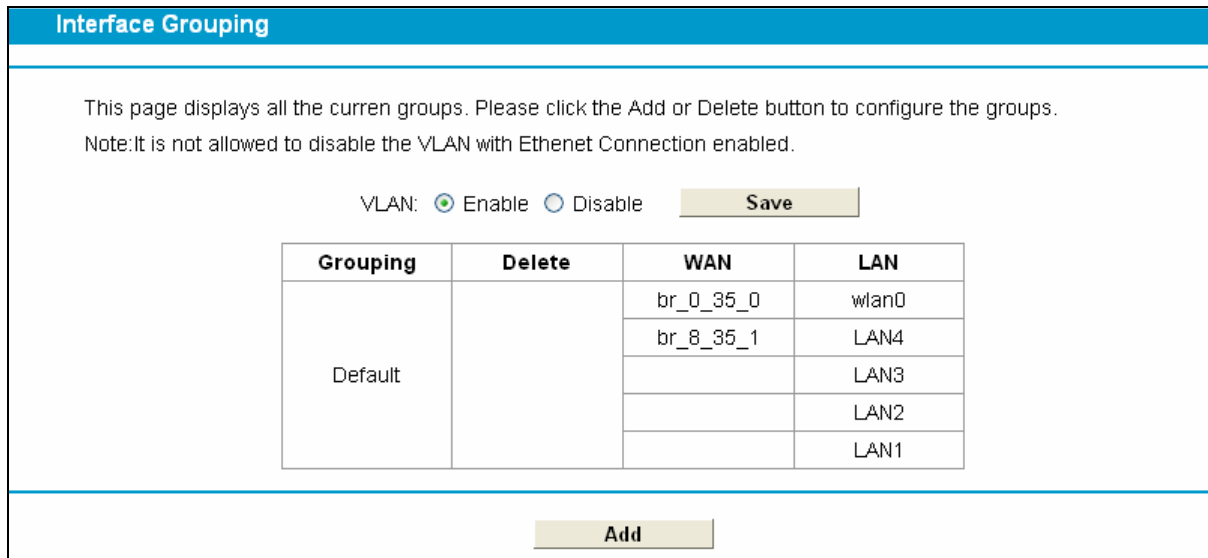 Interface Grouping
This page displays all the curren groups. Please click the Add or Delete button to configure the groups.
Note:It is not allowed to disable the VLAN with Ethenet Connection enabled.
VLAN: Enable Disable Save
Grouping Delete WAN LAN
br_0_35_0 wlan0
br_8_35_1 LAN4
Default LAN3
LAN2
LAN1
Add